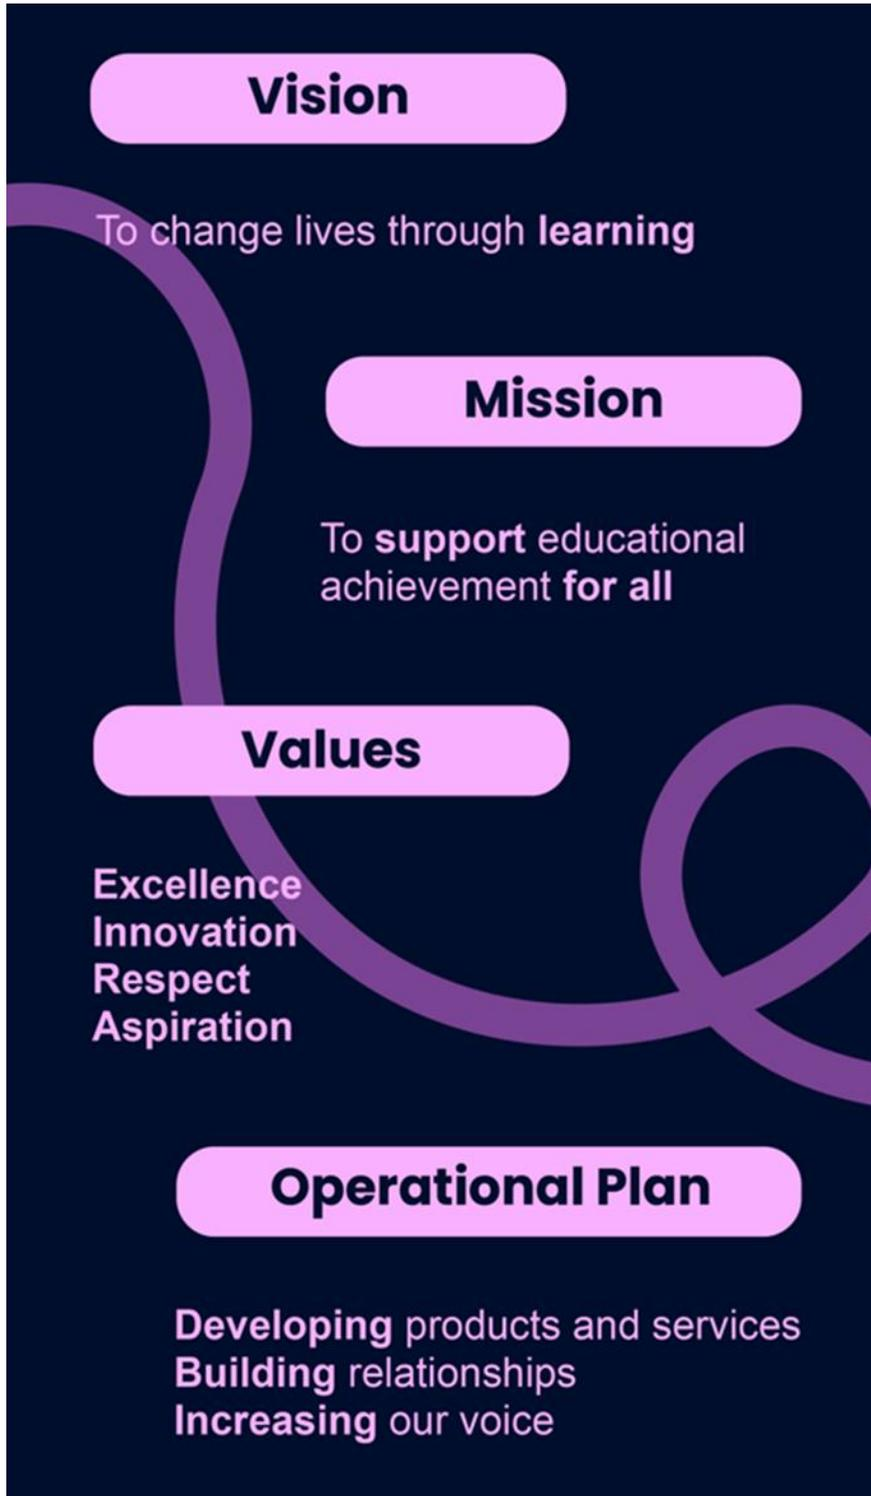 Vision
To change lives through learning
Mission
To support educational
achievement for all
Values
Excellence
Innovation
Respect
Aspiration
Operational Plan
Developing products and services
Building relationships
Increasing our voice